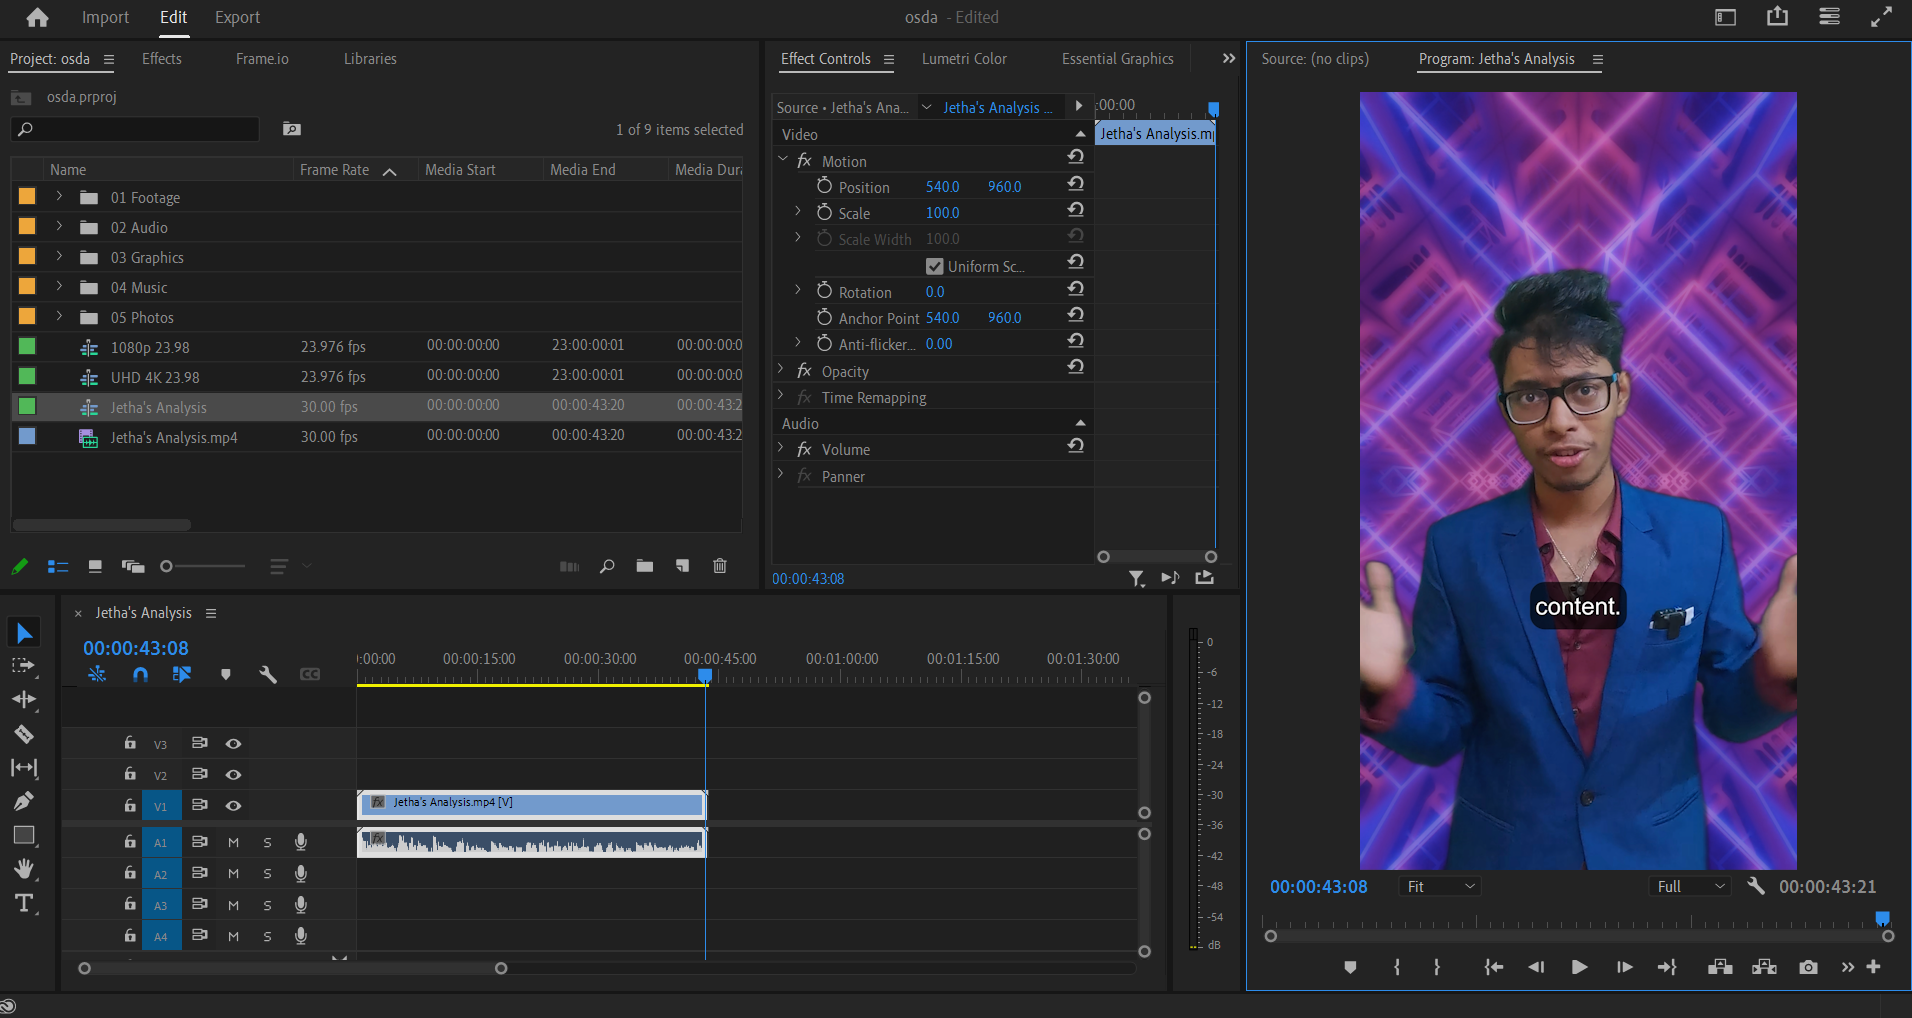 Import Edit Export osda - Edited
Project: osda Effects Frame.io Libraries
osda.prproj
1 of 9 items selected
Name Frame Rate Media Start Media End Media Dura
01 Footage
02 Audio
03 Graphics
04 Music
05 Photos
1080p 23.98 23.976 fps 00:00:00:00 23:00:00:01 00:00:00:0
UHD 4K 23.98 23.976 fps 00:00:00:00 23:00:00:01 00:00:00:0
Jetha's Analysis 30.00 fps 00:00:00:00 00:00:43:20 00:00:43:2
Jetha's Analysis.mp4 30.00 fps 00:00:00:00 00:00:43:20 00:00:43:2
Effect Controls Lumetri Color Essential Graphics
Source • Jetha's Ana... Jetha's Analysis ... :00:00
Video Jetha's Analysis.mp
fx Motion
Position 540.0 960.0
Scale 100.0
Scale Width 100.0
Uniform Sc...
Rotation 0.0
Anchor Point 540.0 960.0
Anti-flicker... 0.00
fx Opacity
fx Time Remapping
Audio
fx Volume
fx Panner
00:00:43:08
Source: (no clips) Program: Jetha's Analysis
content.
00:00:43:08 Fit Full 00:00:43:21
× Jetha's Analysis
00:00:43:08
:00:00 00:00:15:00 00:00:30:00 00:00:45:00 00:01:00:00 00:01:15:00 00:01:30:00
CC
V3
V2
V1 fx Jetha's Analysis.mp4 [V]
A1 M S fx
A2 M S
A3 M S
A4 M S
0
-6
-12
-18
-24
-30
-36
-42
-48
-54
dB